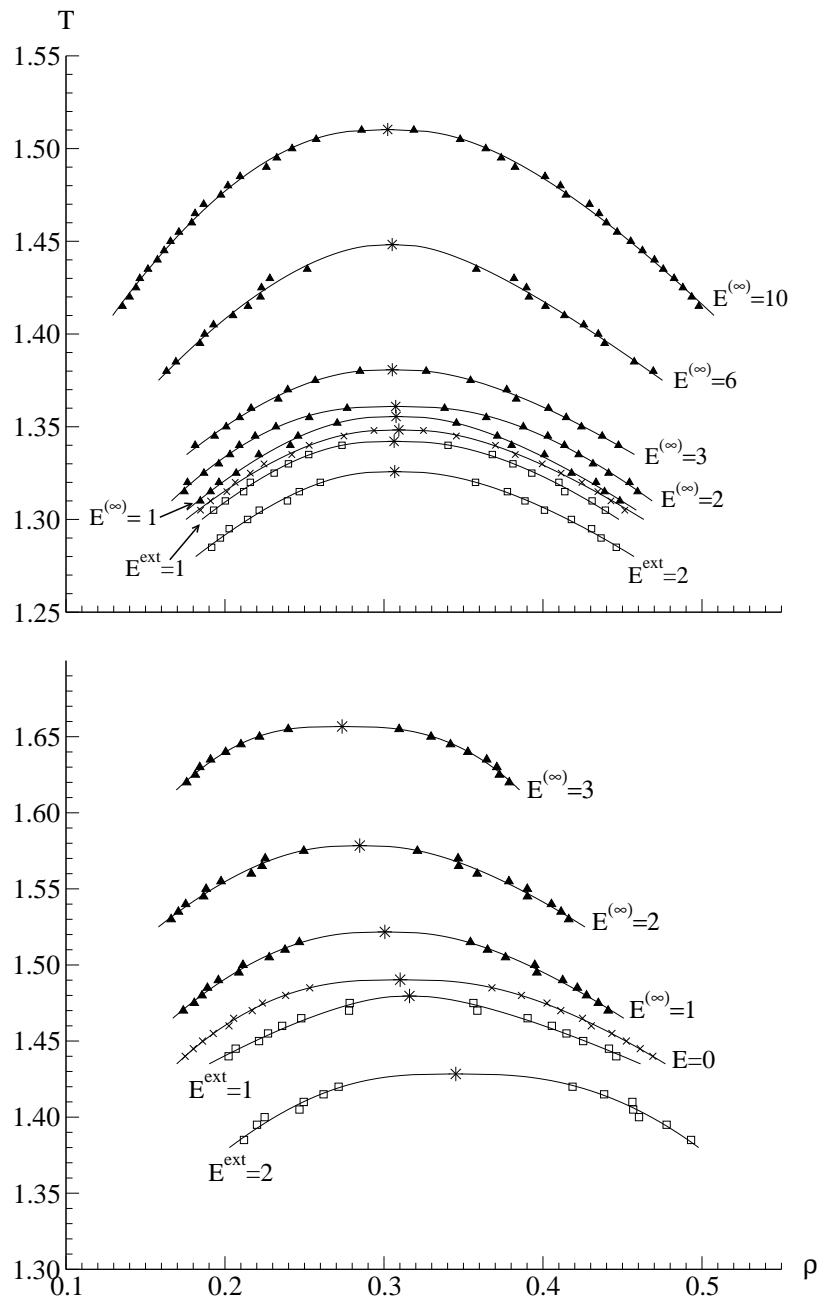 T
1.55
1.50
1.45
1.40
1.35
1.30
1.25
E^(∞)=10
E^(∞)=6
E^(∞)=3
E^(∞)=2
E^(∞)=1
E^ext=1
E^ext=2
1.65
1.60
1.55
1.50
1.45
1.40
1.35
1.30
E^(∞)=3
E^(∞)=2
E^(∞)=1
E=0
E^ext=1
E^ext=2
0.1
0.2
0.3
0.4
0.5
ρ